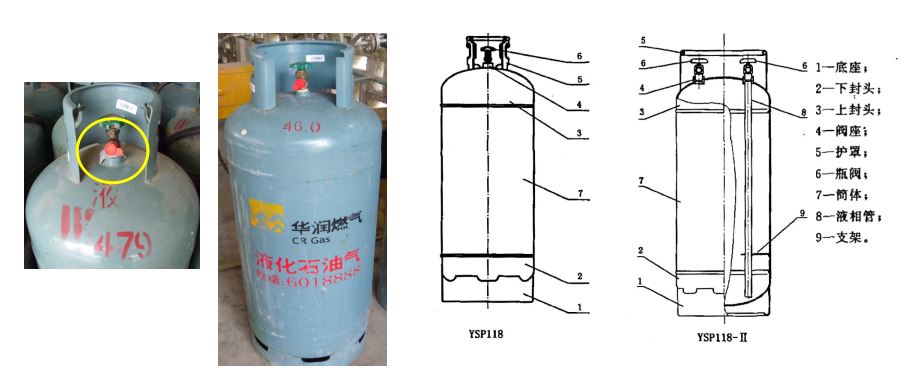 液
479
46.0
华润燃气
CR Gas
液化石油气
电话:6018888
6
5
4
3
7
2
1
YSP118
5
6
6
4
3
8
7
9
2
1
YSP118-Ⅱ
1—底座;
2—下封头;
3—上封头;
4—阀座;
5—护罩;
6—瓶阀;
7—筒体;
8—液相管;
9—支架。